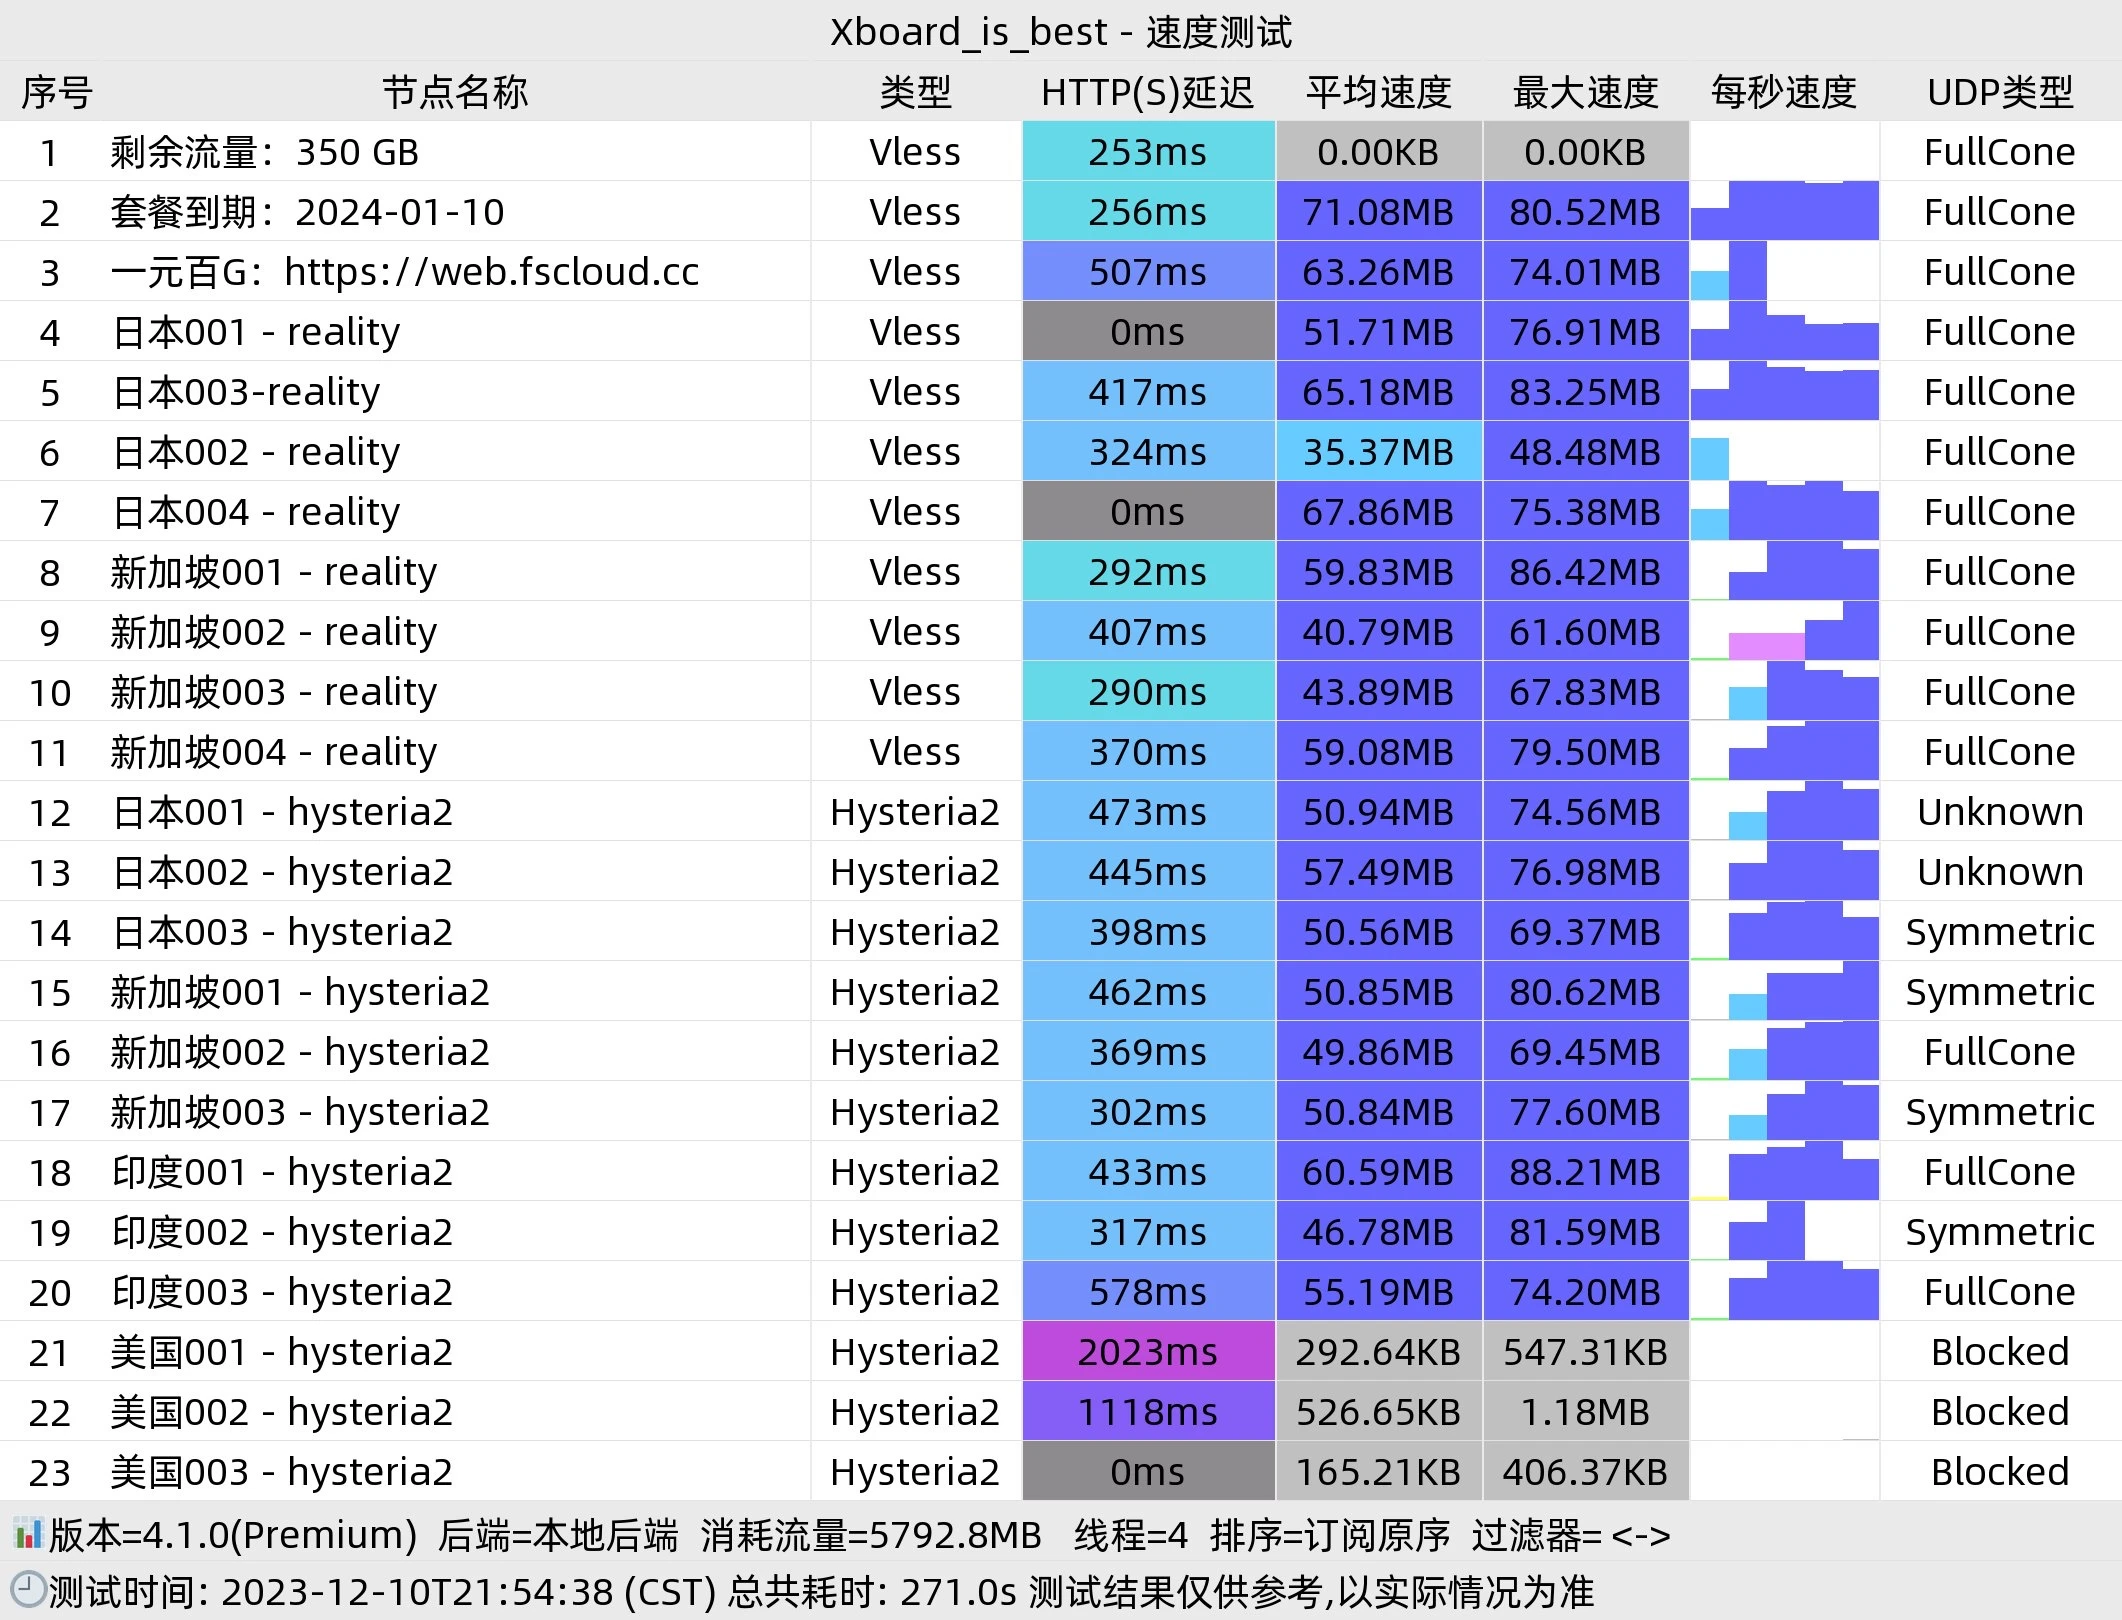 Xboard_is_best - 速度测试
序号 节点名称 类型 HTTP(S)延迟 平均速度 最大速度 每秒速度 UDP类型
1 剩余流量：350 GB Vless 253ms 0.00KB 0.00KB FullCone
2 套餐到期：2024-01-10 Vless 256ms 71.08MB 80.52MB FullCone
3 一元百G：https://web.fscloud.cc Vless 507ms 63.26MB 74.01MB FullCone
4 日本001 - reality Vless 0ms 51.71MB 76.91MB FullCone
5 日本003-reality Vless 417ms 65.18MB 83.25MB FullCone
6 日本002 - reality Vless 324ms 35.37MB 48.48MB FullCone
7 日本004 - reality Vless 0ms 67.86MB 75.38MB FullCone
8 新加坡001 - reality Vless 292ms 59.83MB 86.42MB FullCone
9 新加坡002 - reality Vless 407ms 40.79MB 61.60MB FullCone
10 新加坡003 - reality Vless 290ms 43.89MB 67.83MB FullCone
11 新加坡004 - reality Vless 370ms 59.08MB 79.50MB FullCone
12 日本001 - hysteria2 Hysteria2 473ms 50.94MB 74.56MB Unknown
13 日本002 - hysteria2 Hysteria2 445ms 57.49MB 76.98MB Unknown
14 日本003 - hysteria2 Hysteria2 398ms 50.56MB 69.37MB Symmetric
15 新加坡001 - hysteria2 Hysteria2 462ms 50.85MB 80.62MB Symmetric
16 新加坡002 - hysteria2 Hysteria2 369ms 49.86MB 69.45MB FullCone
17 新加坡003 - hysteria2 Hysteria2 302ms 50.84MB 77.60MB Symmetric
18 印度001 - hysteria2 Hysteria2 433ms 60.59MB 88.21MB FullCone
19 印度002 - hysteria2 Hysteria2 317ms 46.78MB 81.59MB Symmetric
20 印度003 - hysteria2 Hysteria2 578ms 55.19MB 74.20MB FullCone
21 美国001 - hysteria2 Hysteria2 2023ms 292.64KB 547.31KB Blocked
22 美国002 - hysteria2 Hysteria2 1118ms 526.65KB 1.18MB Blocked
23 美国003 - hysteria2 Hysteria2 0ms 165.21KB 406.37KB Blocked
版本=4.1.0(Premium) 后端=本地后端 消耗流量=5792.8MB 线程=4 排序=订阅原序 过滤器= <->
测试时间: 2023-12-10T21:54:38 (CST) 总共耗时: 271.0s 测试结果仅供参考,以实际情况为准